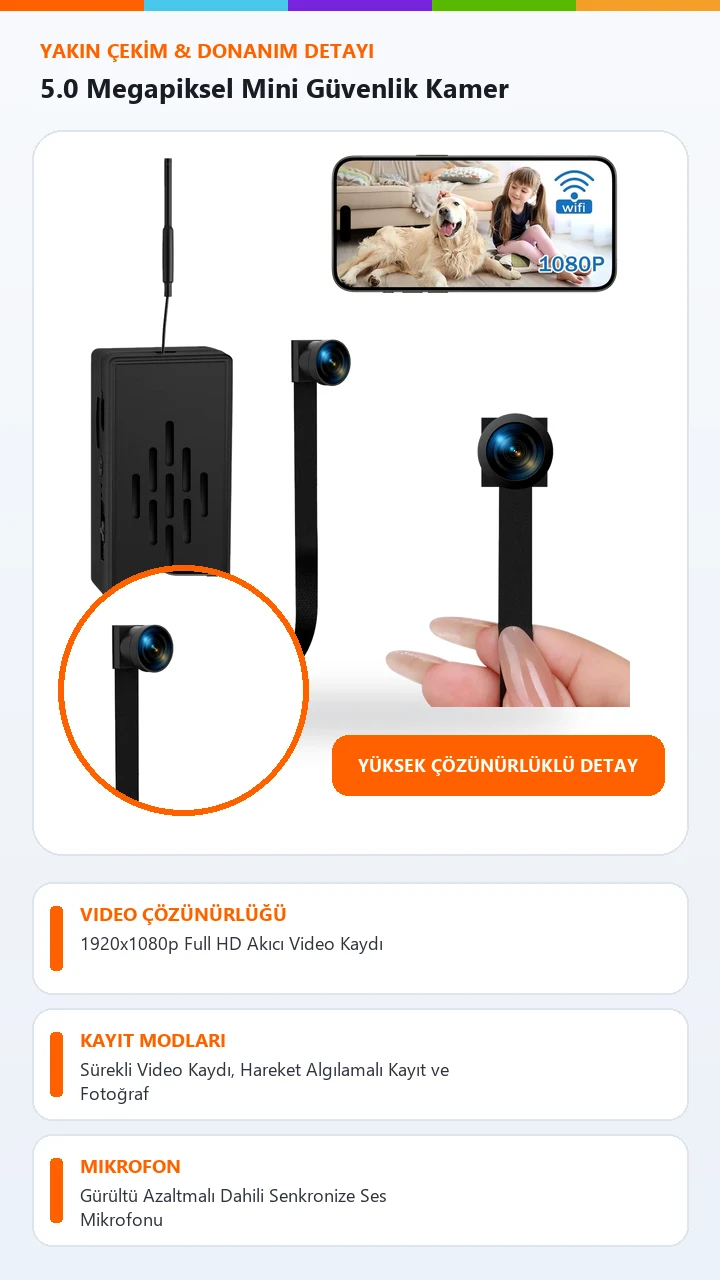 YAKIN ÇEKİM & DONANIM DETAYI
5.0 Megapiksel Mini Güvenlik Kamer
wifi
1080P
YÜKSEK ÇÖZÜNÜRLÜKLÜ DETAY
VIDEO ÇÖZÜNÜRLÜĞÜ
1920x1080p Full HD Akıcı Video Kaydı
KAYIT MODLARI
Sürekli Video Kaydı, Hareket Algılamalı Kayıt ve
Fotoğraf
MIKROFON
Gürültü Azaltmalı Dahili Senkronize Ses
Mikrofonu